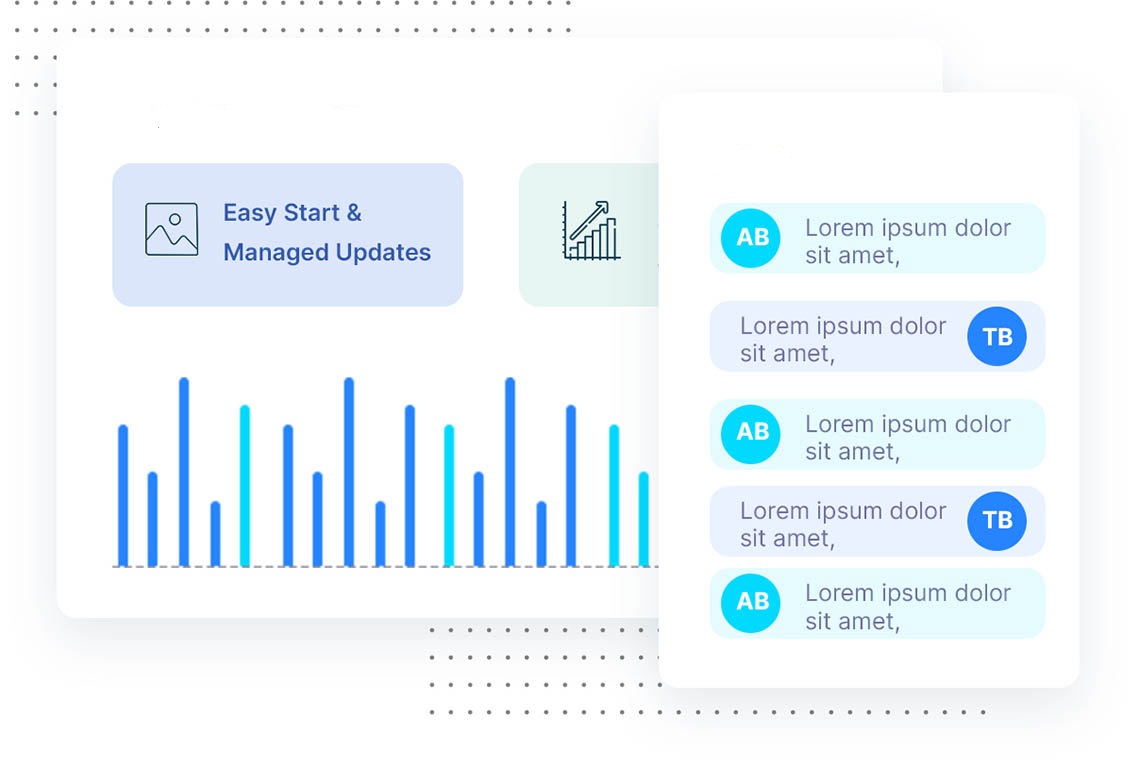 Easy Start &
Managed Updates
AB
Lorem ipsum dolor
sit amet,
Lorem ipsum dolor
sit amet,
TB
AB
Lorem ipsum dolor
sit amet,
Lorem ipsum dolor
sit amet,
TB
AB
Lorem ipsum dolor
sit amet,